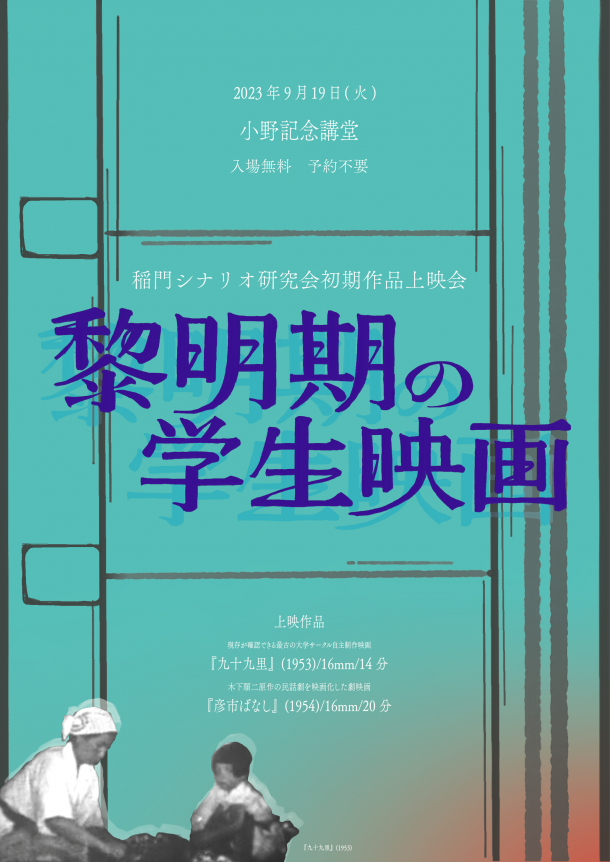 2023年9月19日(火)
小野記念講堂
入場無料　予約不要
稲門シナリオ研究会初期作品上映会
黎明期の
学生映画
上映作品
現存が確認できる最古の大学サークル自主制作映画
『九十九里』(1953)/16mm/14分
木下順二原作の民話劇を映画化した劇映画
『彦市ばなし』(1954)/16mm/20分
『九十九里』(1953)